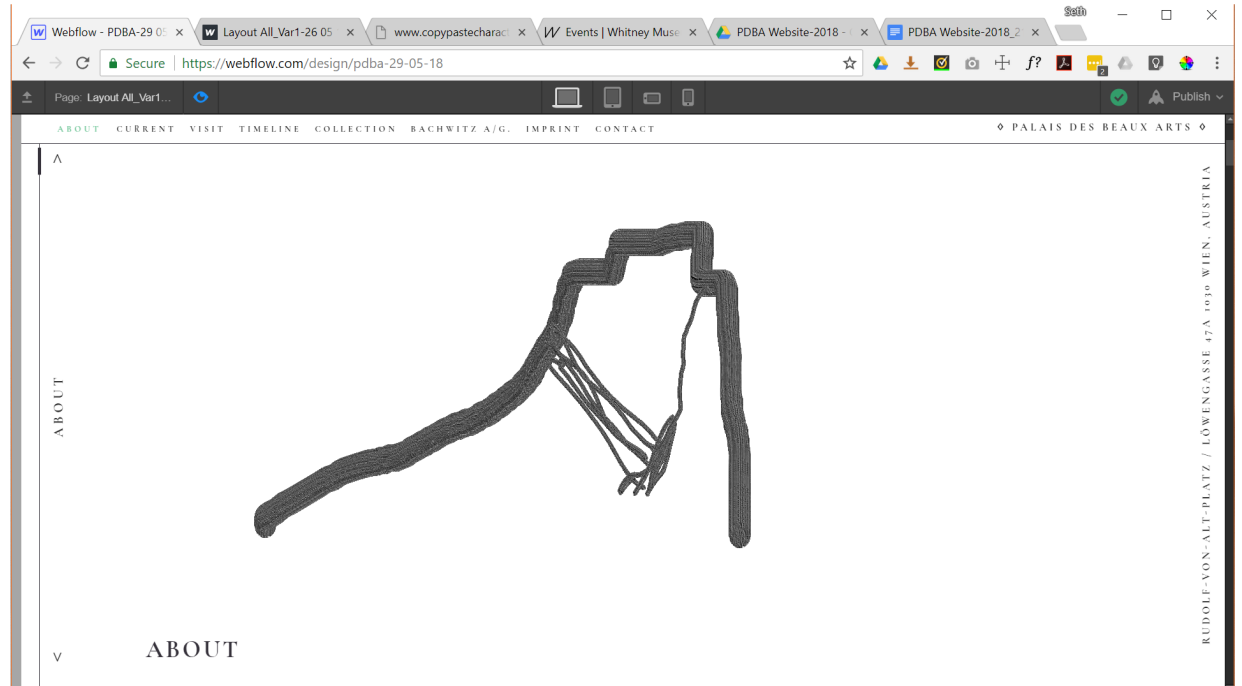 Seth
Webflow - PDBA-29 05
Layout All_Var1-26 05
www.copypastecharact
Events | Whitney Muse
PDBA Website-2018 -
PDBA Website-2018_2
Secure | https://webflow.com/design/pdba-29-05-18
f?
2
Page: Layout All_Var1...
Publish
ABOUT CURRENT VISIT TIMELINE COLLECTION BACHWITZ A/G. IMPRINT CONTACT
◊ PALAIS DES BEAUX ARTS ◊
ABOUT
RUDOLF-VON-ALT-PLATZ / LÖWENGASSE 47A 1030 WIEN, AUSTRIA
ABOUT